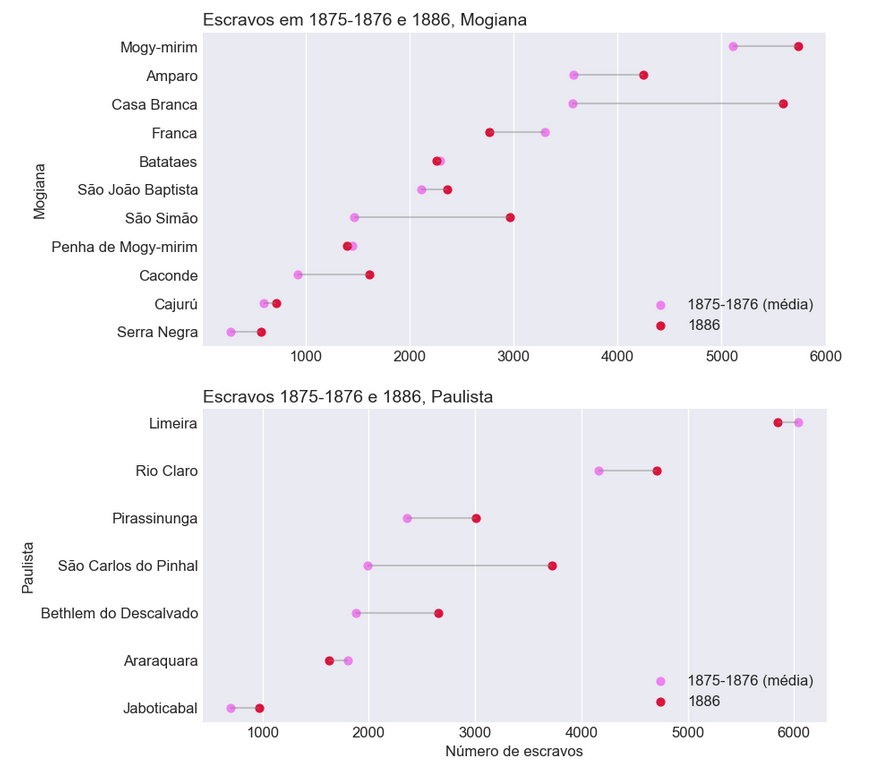 Escravos em 1875-1876 e 1886, Mogiana
Mogiana
Mogy-mirim
Amparo
Casa Branca
Franca
Batataes
São João Baptista
São Simão
Penha de Mogy-mirim
Caconde
Cajurú
Serra Negra
1875-1876 (média)
1886
1000 2000 3000 4000 5000 6000
Escravos 1875-1876 e 1886, Paulista
Paulista
Limeira
Rio Claro
Pirassinunga
São Carlos do Pinhal
Bethlem do Descalvado
Araraquara
Jaboticabal
1875-1876 (média)
1886
1000 2000 3000 4000 5000 6000
Número de escravos